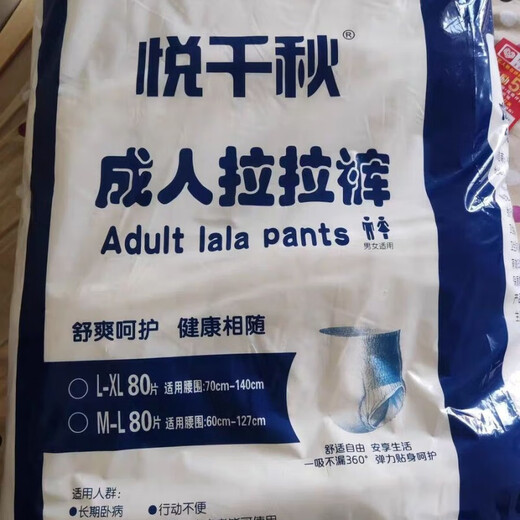 悦千秋®
成人拉拉裤
Adult lala pants
男女适用
舒爽呵护 健康相随
L-XL 80片 适用腰围:70cm-140cm
M-L 80片 适用腰围:60cm-127cm
舒适自由 安享生活
一吸不漏360° 弹力贴身呵护
适用人群:
●长期卧病 ●行动不便